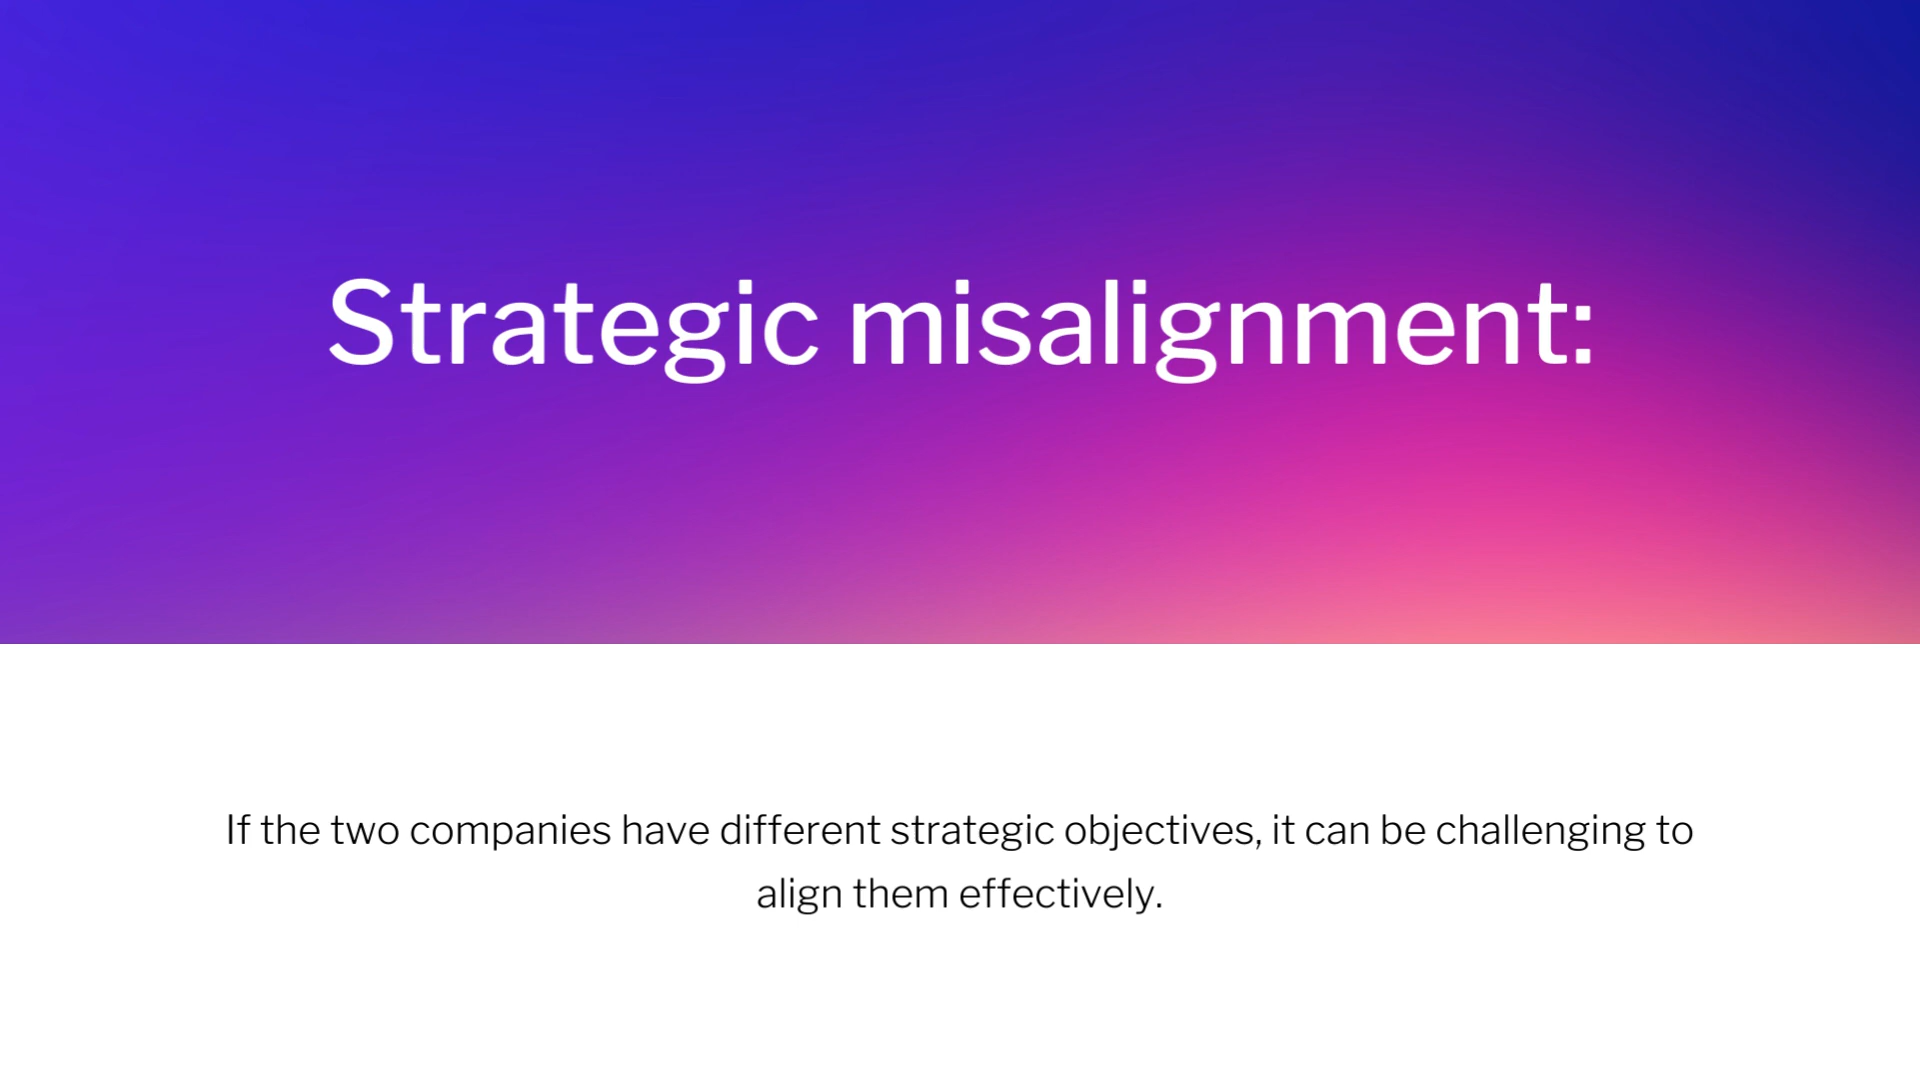 Strategic misalignment:
If the two companies have different strategic objectives, it can be challenging to
align them effectively.